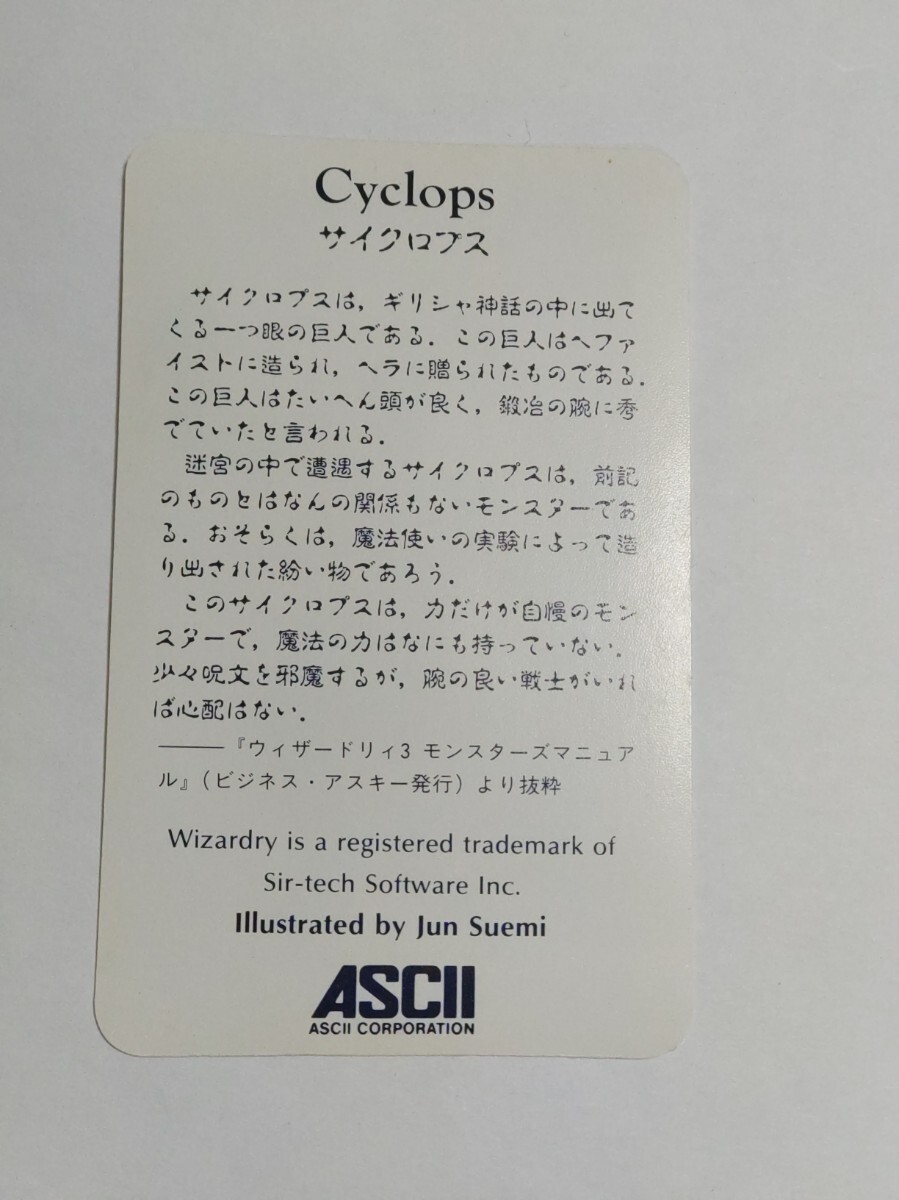 Cyclops
サイクロプス
サイクロプスは，ギリシャ神話の中に出て
くる一つ眼の巨人である．この巨人はヘファ
イストに造られ，ヘラに贈られたものである．
この巨人はたいへん頭が良く，鍛冶の腕に秀
でていたと言われる．
迷宮の中で遭遇するサイクロプスは，前記
のものとはなんの関係もないモンスターであ
る．おそらくは，魔法使いの実験によって造
り出された紛い物であろう．
このサイクロプスは，力だけが自慢のモン
スターで，魔法の力はなにも持っていない．
少々呪文を邪魔するが，腕の良い戦士がいれ
ば心配はない．
――『ウィザードリィ3 モンスターズマニュア
ル』（ビジネス・アスキー発行）より抜粋
Wizardry is a registered trademark of
Sir-tech Software Inc.
Illustrated by Jun Suemi
ASCII
ASCII CORPORATION